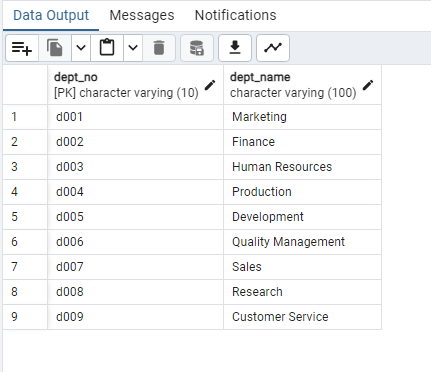 Data Output Messages Notifications
dept_no dept_name
[PK] character varying (10) character varying (100)
1 d001 Marketing
2 d002 Finance
3 d003 Human Resources
4 d004 Production
5 d005 Development
6 d006 Quality Management
7 d007 Sales
8 d008 Research
9 d009 Customer Service